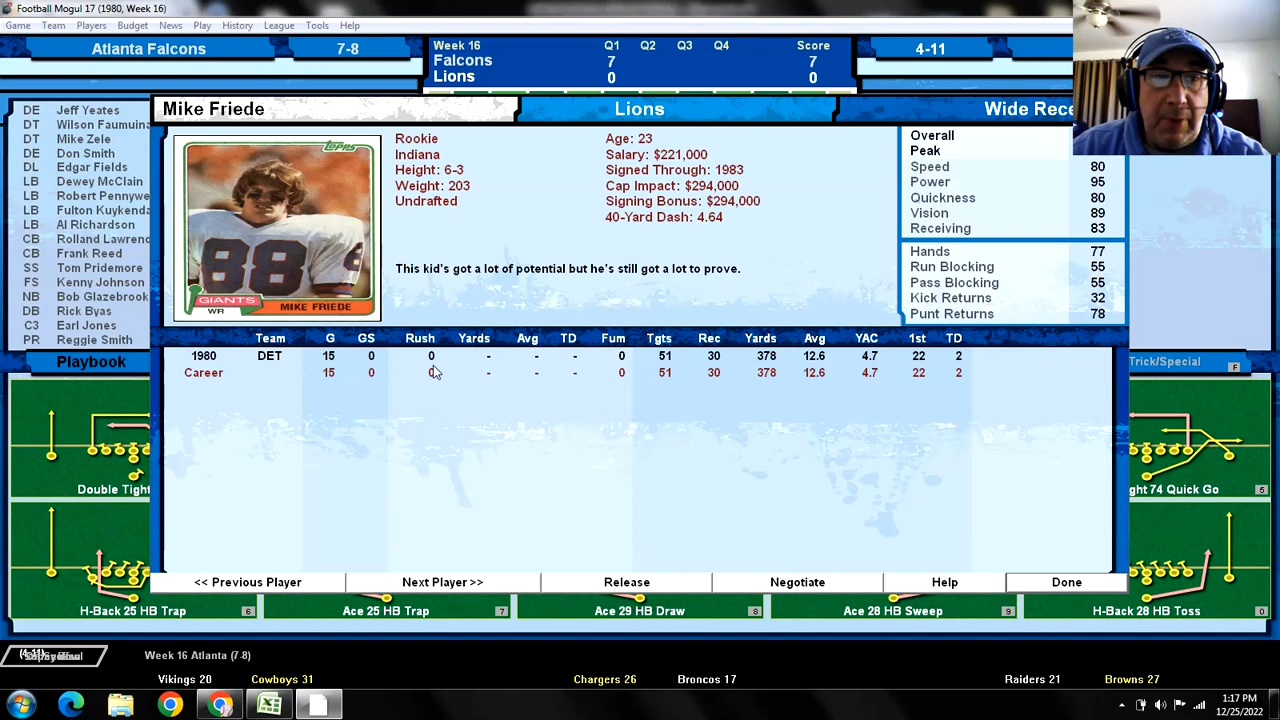 Football Mogul 17 (1980, Week 16)
Game Team Players Budget News Play History League Tools Help
Atlanta Falcons 7-8
Week 16 Q1 Q2 Q3 Q4 Score
Falcons 7 7
Lions 0 0
4-11
DE Jeff Yeates
DT Wilson Faumuina
DT Mike Zele
DE Don Smith
DL Edgar Fields
LB Dewey McClain
LB Robert Pennywe
LB Fulton Kuykenda
LB Al Richardson
CB Rolland Lawrenc
CB Frank Reed
SS Tom Pridemore
FS Kenny Johnson
NB Bob Glazebrook
DB Rick Byas
C3 Earl Jones
PR Reggie Smith
Mike Friede Lions Wide Rece
Topps
88
GIANTS
WR MIKE FRIEDE
Rookie
Indiana
Height: 6-3
Weight: 203
Undrafted
Age: 23
Salary: $221,000
Signed Through: 1983
Cap Impact: $294,000
Signing Bonus: $294,000
40-Yard Dash: 4.64
This kid's got a lot of potential but he's still got a lot to prove.
Overall
Peak
Speed 80
Power 95
Quickness 80
Vision 89
Receiving 83
Hands 77
Run Blocking 55
Pass Blocking 55
Kick Returns 32
Punt Returns 78
Team G GS Rush Yards Avg TD Fum Tgts Rec Yards Avg YAC 1st TD
1980 DET 15 0 0 - - - 0 51 30 378 12.6 4.7 22 2
Career 15 0 0 - - - 0 51 30 378 12.6 4.7 22 2
<< Previous Player Next Player >> Release Negotiate Help Done
Playbook
Trick/Special F
Double Tight
ght 74 Quick Go 5
H-Back 25 HB Trap 6
Ace 25 HB Trap 7
Ace 29 HB Draw 8
Ace 28 HB Sweep 9
H-Back 28 HB Toss 0
Week 16 Atlanta (7-8)
Vikings 20 Cowboys 31 Chargers 26 Broncos 17 Raiders 21 Browns 27
1:17 PM
12/25/2022